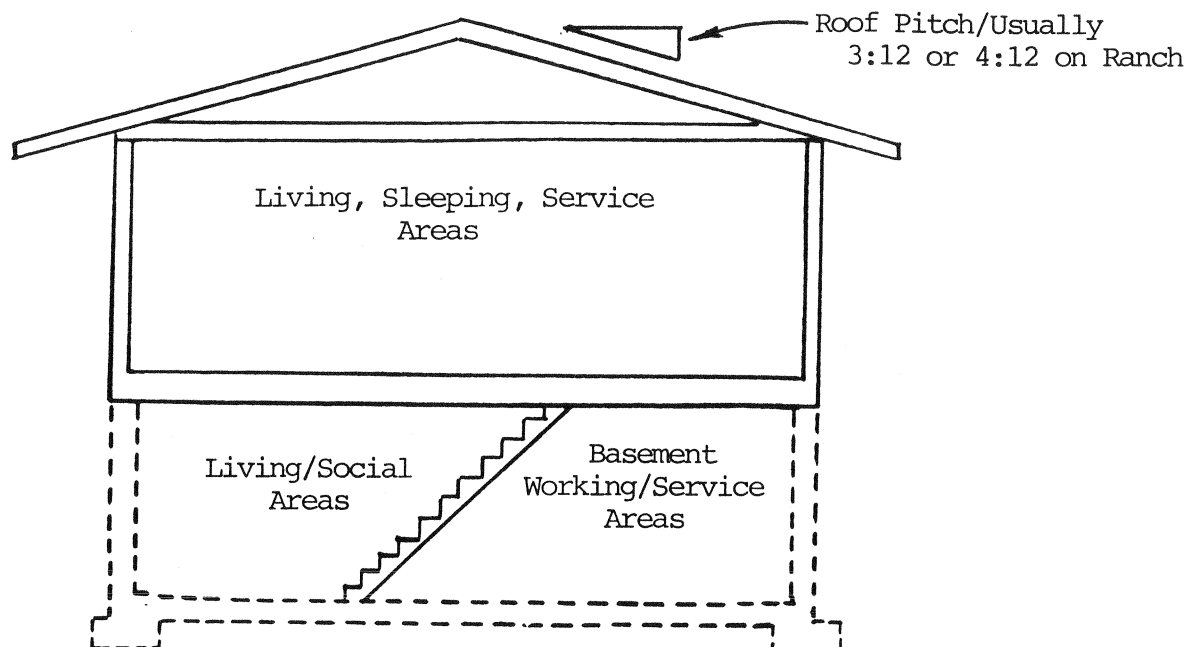 Roof Pitch/Usually
3:12 or 4:12 on Ranch
Living, Sleeping, Service
Areas
Living/Social
Areas
Basement
Working/Service
Areas